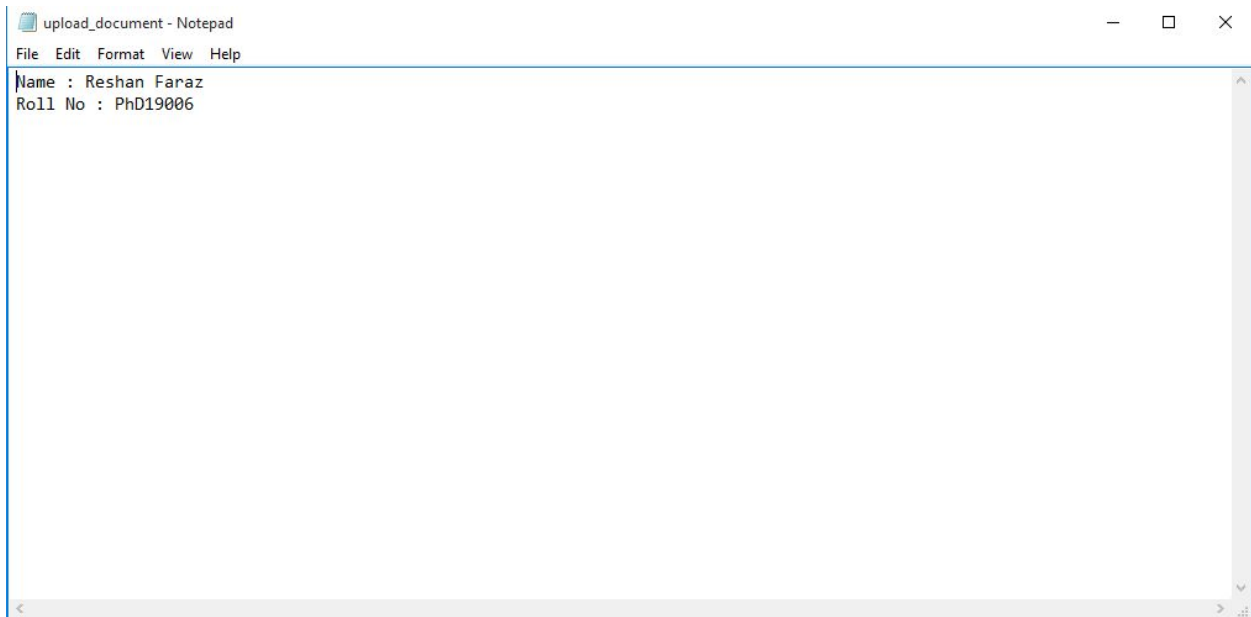 upload_document - Notepad
File Edit Format View Help
Name : Reshan Faraz
Roll No : PhD19006